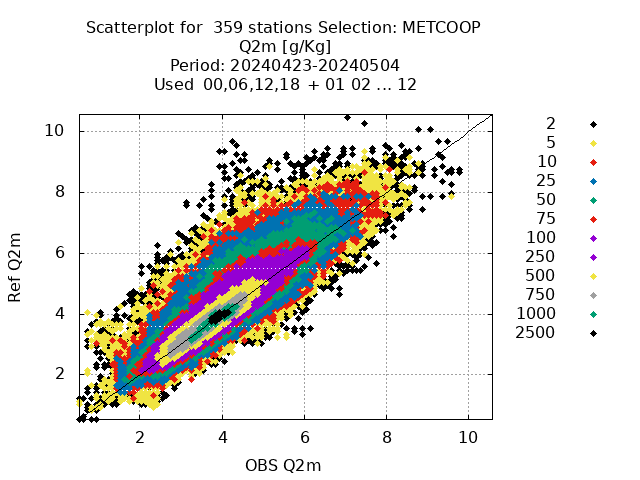 Scatterplot for  359 stations Selection: METCOOP
Q2m [g/Kg]
Period: 20240423-20240504
Used  00,06,12,18 + 01 02 ... 12
10
8
6
4
2
Ref Q2m
2 4 6 8 10
OBS Q2m
2
5
10
25
50
75
100
250
500
750
1000
2500